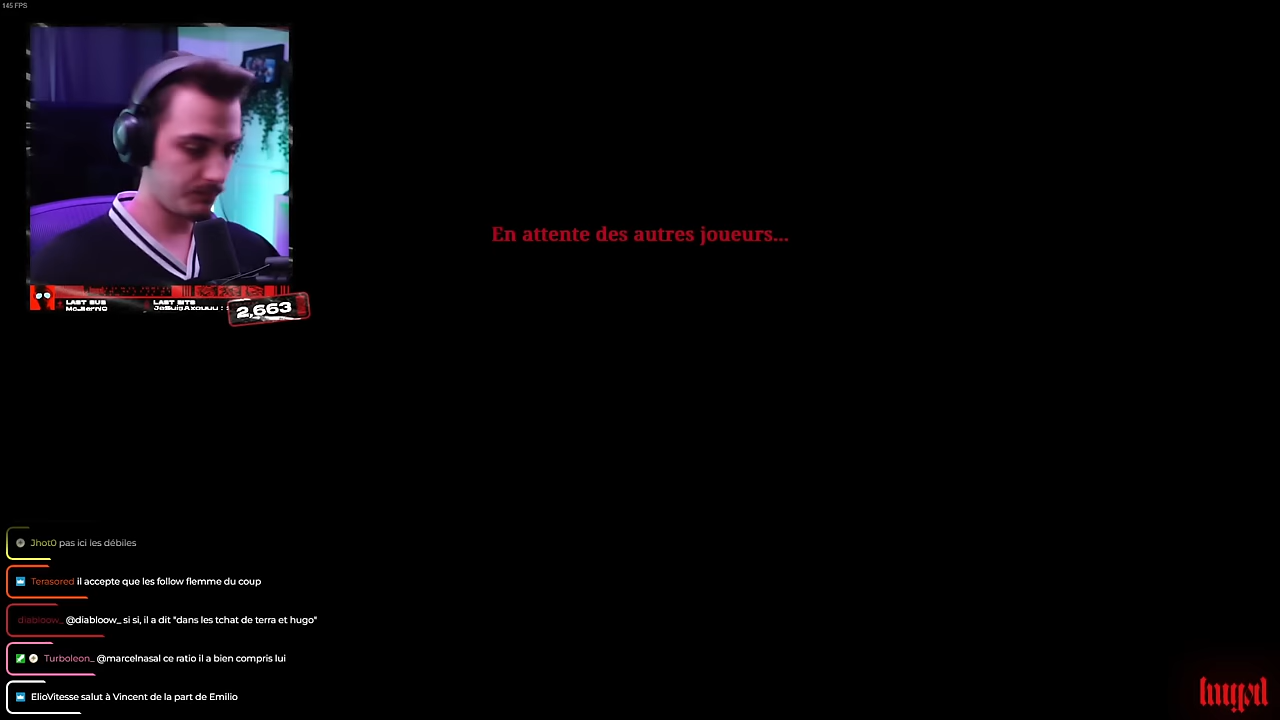 145 FPS
LAST SUB
LAST BITS
2,663
En attente des autres joueurs...
Jhot0 pas ici les débiles
Terasored il accepte que les follow flemme du coup
diabloow_ @diabloow_ si si, il a dit "dans les tchat de terra et hugo"
Turboleon_ @marcelnasal ce ratio il a bien compris lui
ElioVitesse salut à Vincent de la part de Emilio